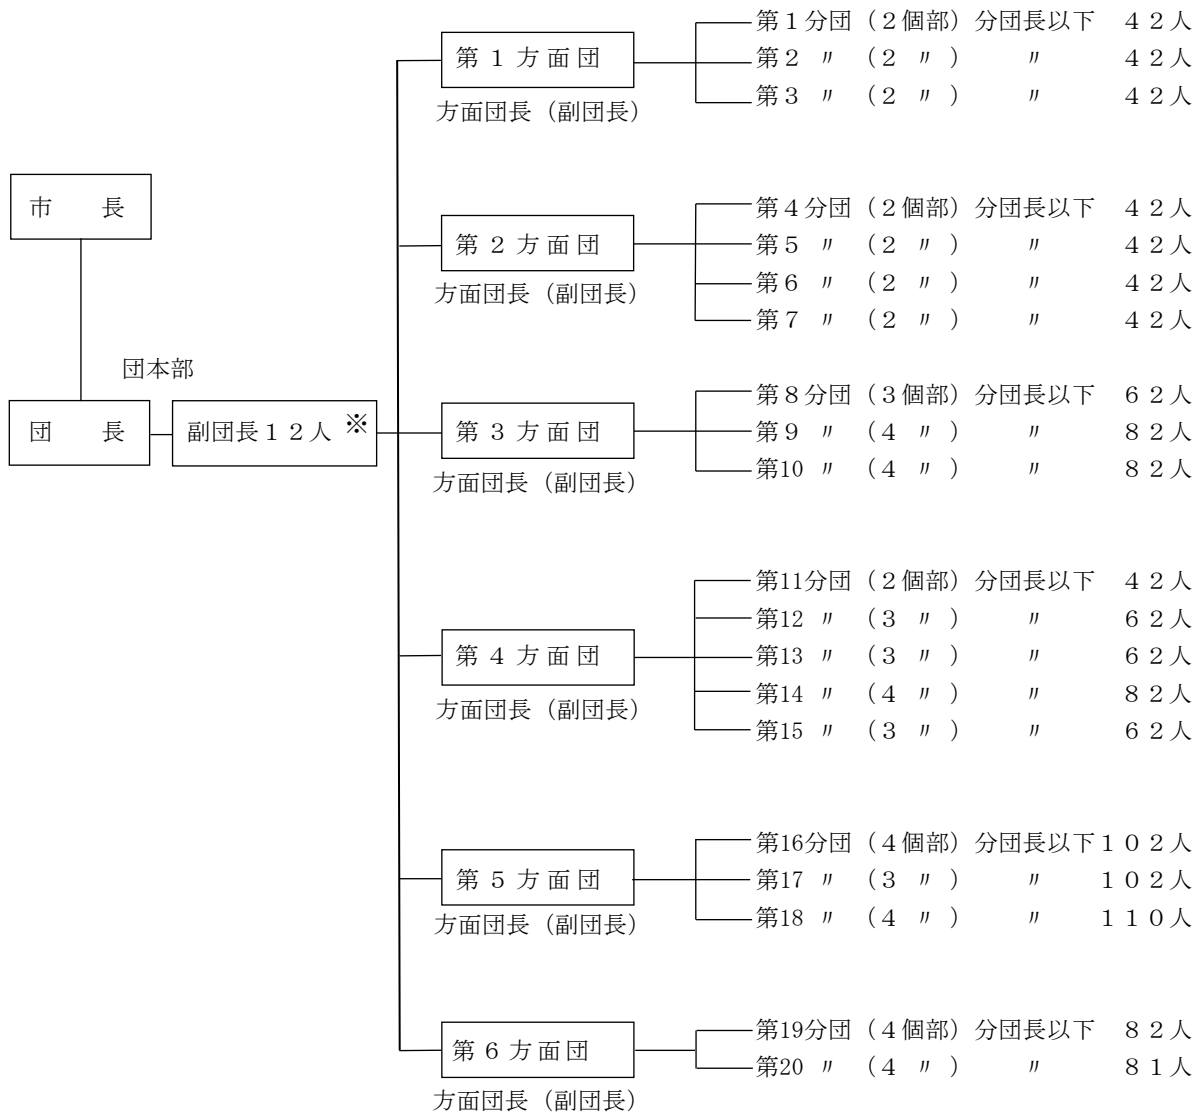 市　長
団本部
団　長
副団長１２人 ※
第１方面団
方面団長（副団長）
第１分団（２個部）分団長以下　４２人
第２ 〃 （２ 〃 ）　〃　４２人
第３ 〃 （２ 〃 ）　〃　４２人
第２方面団
方面団長（副団長）
第４分団（２個部）分団長以下　４２人
第５ 〃 （２ 〃 ）　〃　４２人
第６ 〃 （２ 〃 ）　〃　４２人
第７ 〃 （２ 〃 ）　〃　４２人
第３方面団
方面団長（副団長）
第８分団（３個部）分団長以下　６２人
第９ 〃 （４ 〃 ）　〃　８２人
第10 〃 （４ 〃 ）　〃　８２人
第４方面団
方面団長（副団長）
第11分団（２個部）分団長以下　４２人
第12 〃 （３ 〃 ）　〃　６２人
第13 〃 （３ 〃 ）　〃　６２人
第14 〃 （４ 〃 ）　〃　８２人
第15 〃 （３ 〃 ）　〃　６２人
第５方面団
方面団長（副団長）
第16分団（４個部）分団長以下１０２人
第17 〃 （３ 〃 ）　〃　１０２人
第18 〃 （４ 〃 ）　〃　１１０人
第６方面団
方面団長（副団長）
第19分団（４個部）分団長以下　８２人
第20 〃 （４ 〃 ）　〃　８１人